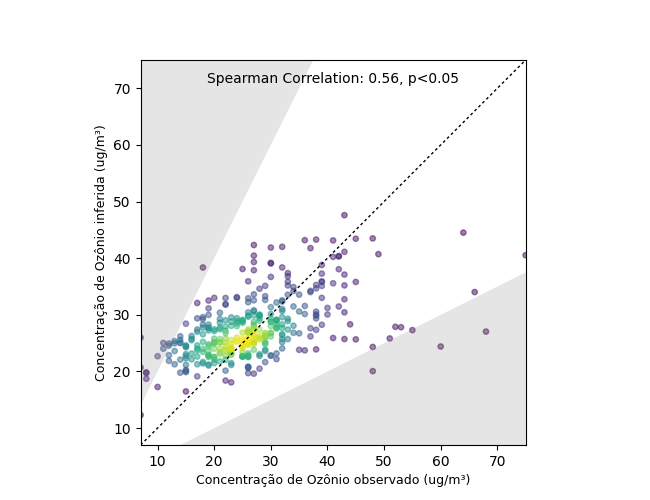 Spearman Correlation: 0.56, p<0.05
Concentração de Ozônio inferida (ug/m³)
70
60
50
40
30
20
10
10 20 30 40 50 60 70
Concentração de Ozônio observado (ug/m³)